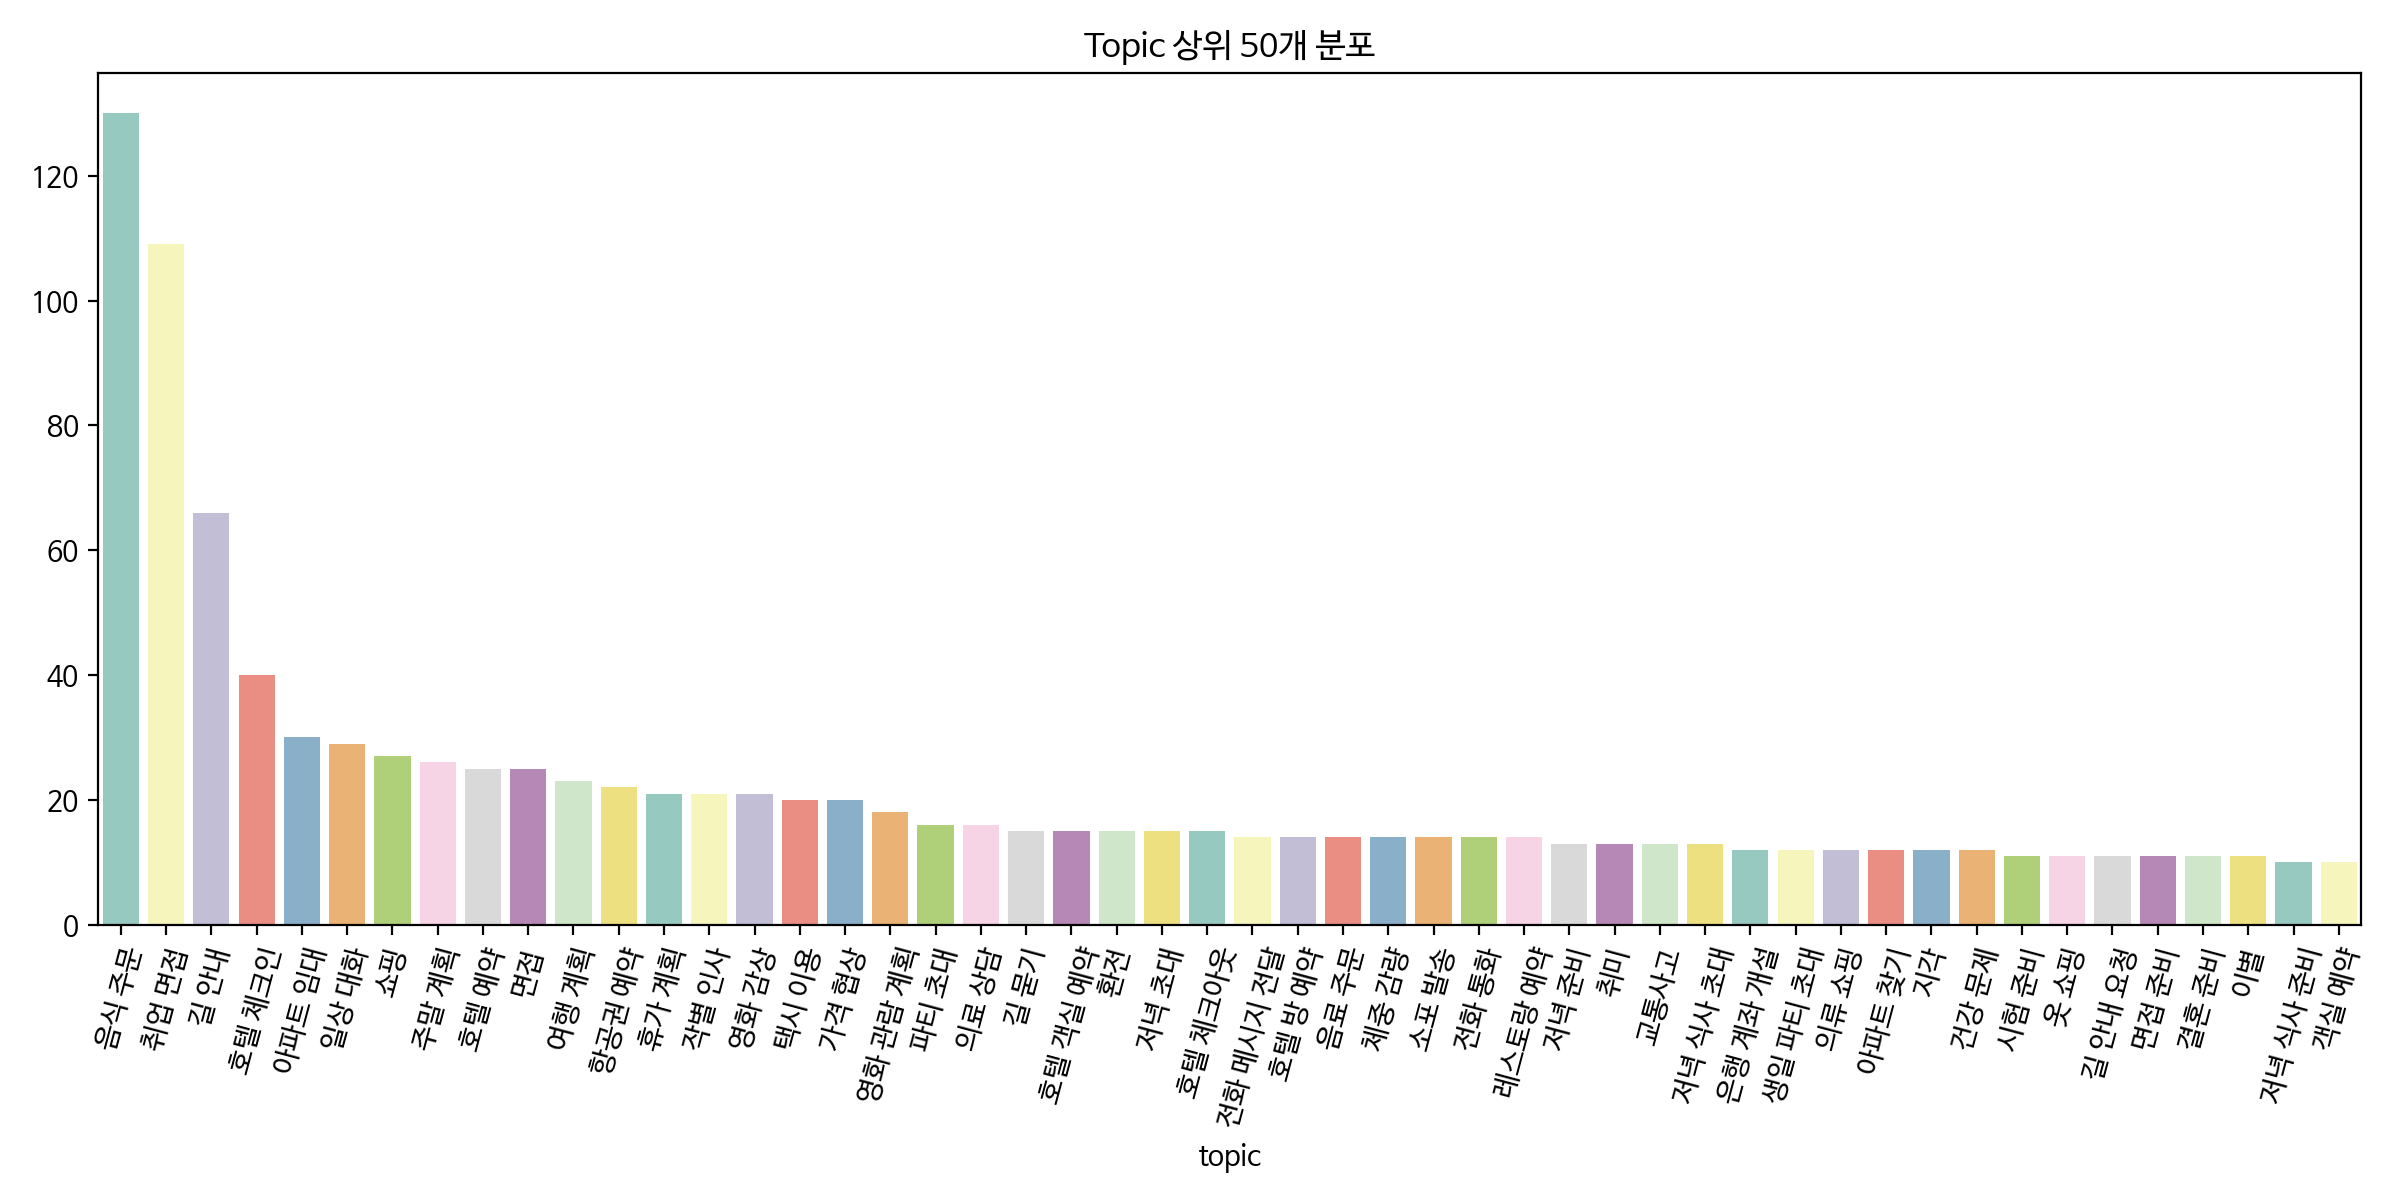 Topic 상위 50개 분포
120
100
80
60
40
20
0
음식 주문
취업 면접
길 안내
호텔 체크인
아파트 임대
일상 대화
쇼핑
주말 계획
호텔 예약
면접
여행 계획
항공권 예약
휴가 계획
작별 인사
영화 감상
택시 이용
가격 협상
영화 관람 계획
파티 초대
의료 상담
길 묻기
호텔 객실 예약
환전
저녁 초대
호텔 체크아웃
전화 메시지 전달
호텔 방 예약
음료 주문
체중 감량
소포 발송
전화 통화
레스토랑 예약
저녁 준비
취미
교통사고
저녁 식사 초대
은행 계좌 개설
생일 파티 초대
의류 쇼핑
아파트 찾기
지각
건강 문제
시험 준비
옷 쇼핑
길 안내 요청
면접 준비
결혼 준비
이별
저녁 식사 준비
객실 예약
topic